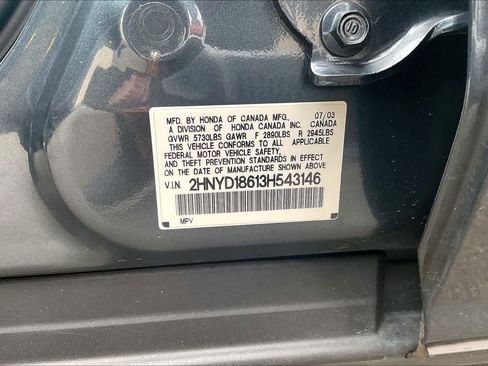 MFD. BY HONDA OF CANADA MFG., 07/03
A DIVISION OF HONDA CANADA INC. CANADA
GVWR 5730LBS GAWR F 2890LBS R 2945LBS
THIS VEHICLE CONFORMS TO ALL APPLICABLE
FEDERAL MOTOR VEHICLE SAFETY,
AND THEFT PREVENTION STANDARDS IN EFFECT
ON THE DATE OF MANUFACTURE SHOWN ABOVE
V.I.N. 2HNYD18613H543146
MPV